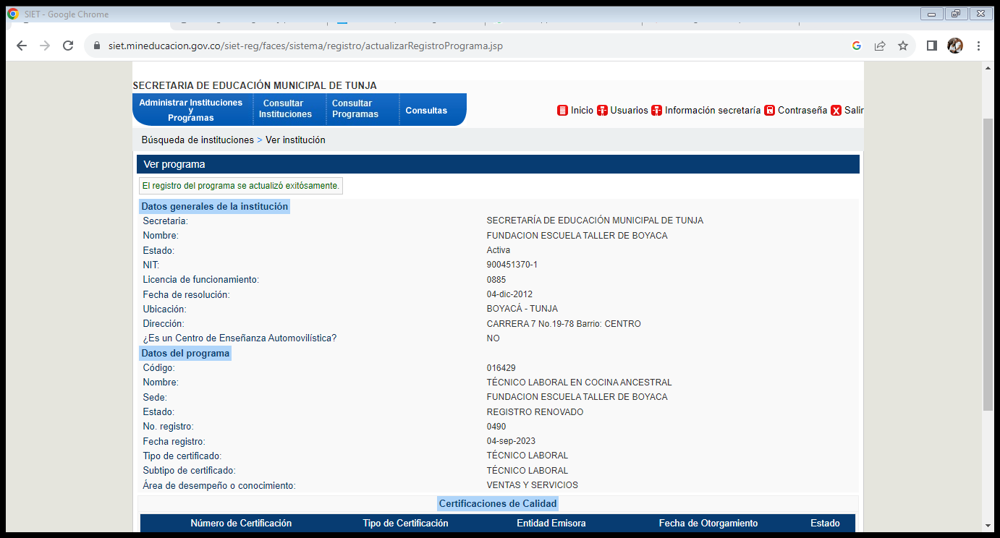 SIET - Google Chrome
siet.mineducacion.gov.co/siet-reg/faces/sistema/registro/actualizarRegistroPrograma.jsp
SECRETARIA DE EDUCACIÓN MUNICIPAL DE TUNJA
Administrar Instituciones y Programas
Consultar Instituciones
Consultar Programas
Consultas
Inicio Usuarios Información secretaría Contraseña Salir
Búsqueda de instituciones > Ver institución
Ver programa
El registro del programa se actualizó exitósamente.
Datos generales de la institución
Secretaria: SECRETARÍA DE EDUCACIÓN MUNICIPAL DE TUNJA
Nombre: FUNDACION ESCUELA TALLER DE BOYACA
Estado: Activa
NIT: 900451370-1
Licencia de funcionamiento: 0885
Fecha de resolución: 04-dic-2012
Ubicación: BOYACÁ - TUNJA
Dirección: CARRERA 7 No.19-78 Barrio: CENTRO
¿Es un Centro de Enseñanza Automovilística? NO
Datos del programa
Código: 016429
Nombre: TÉCNICO LABORAL EN COCINA ANCESTRAL
Sede: FUNDACION ESCUELA TALLER DE BOYACA
Estado: REGISTRO RENOVADO
No. registro: 0490
Fecha registro: 04-sep-2023
Tipo de certificado: TÉCNICO LABORAL
Subtipo de certificado: TÉCNICO LABORAL
Área de desempeño o conocimiento: VENTAS Y SERVICIOS
Certificaciones de Calidad
Número de Certificación Tipo de Certificación Entidad Emisora Fecha de Otorgamiento Estado